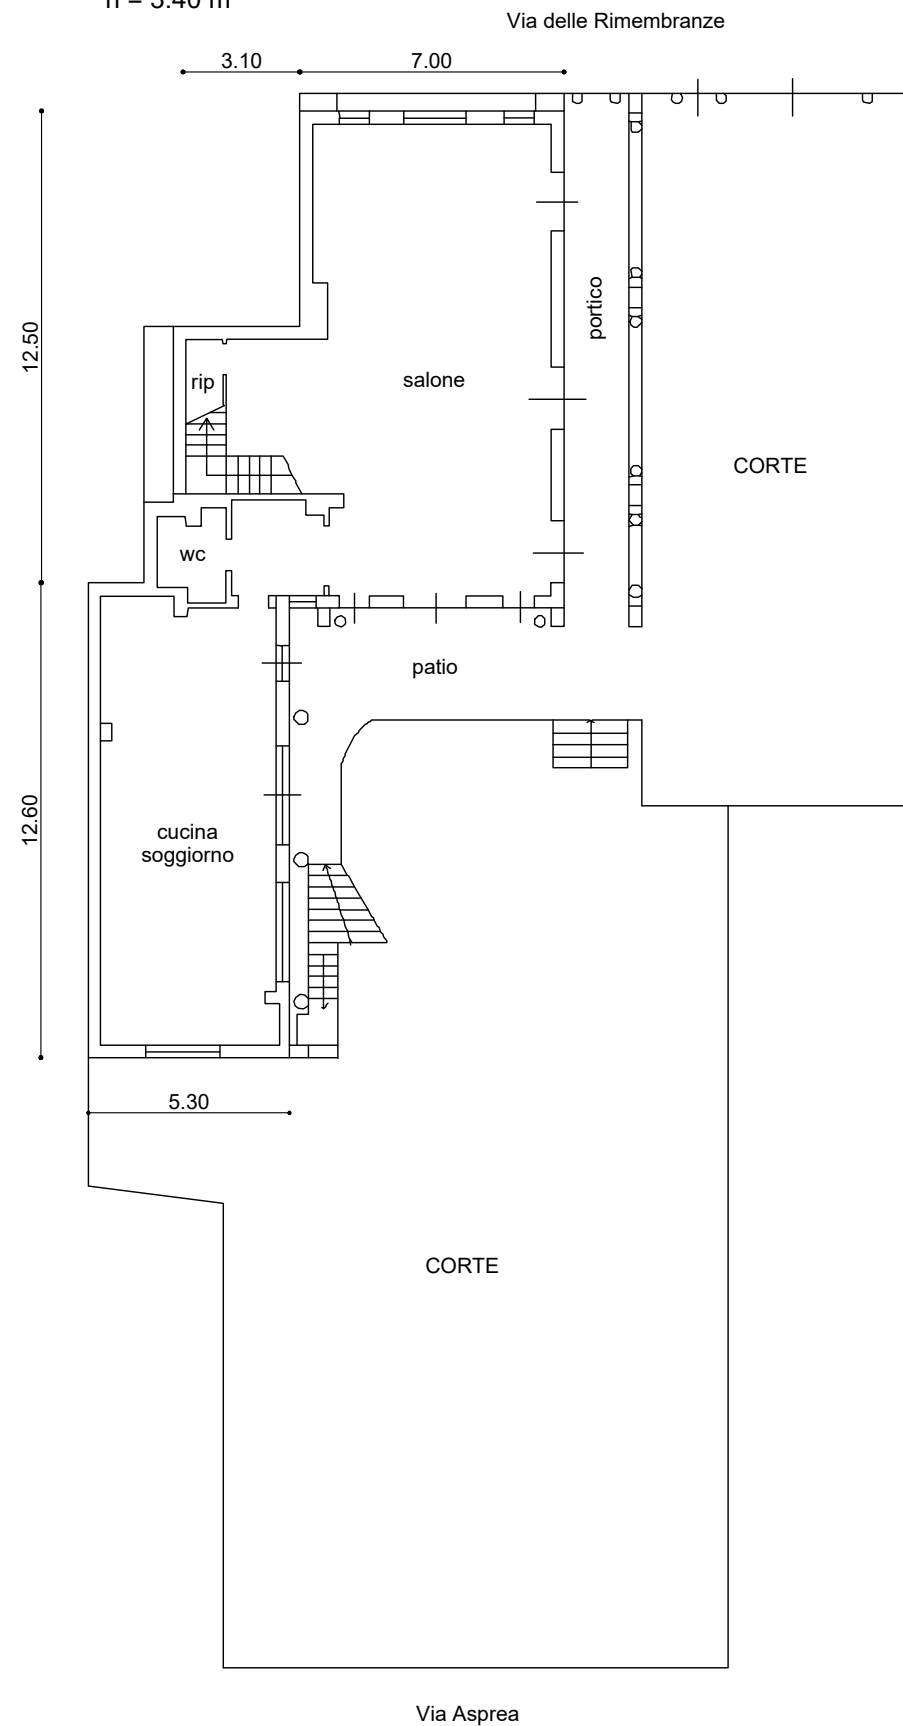 h = 3.40 m
Via delle Rimembranze
3.10
7.00
12.50
portico
rip
salone
CORTE
wc
patio
12.60
cucina
soggiorno
5.30
CORTE
Via Asprea